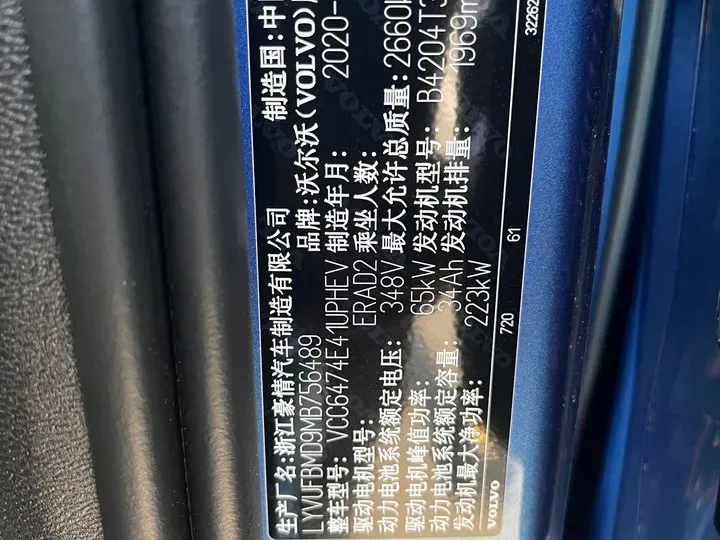 生产厂名:浙江豪情汽车制造有限公司 制造国:中
LYVUFBMD9MB756489 品牌:沃尔沃(VOLVO)
整车型号: VCC6474E41UPHEV 制造年月: 2020-
驱动电机型号: ERAD2 乘坐人数:
动力电池系统额定电压: 348V 最大允许总质量: 2660
驱动电机峰值功率: 65kW 发动机型号: B4204T3
动力电池系统额定容量: 34Ah 发动机排量: 1969m
发动机最大净功率: 223kW
VOLVO 720 61 32262